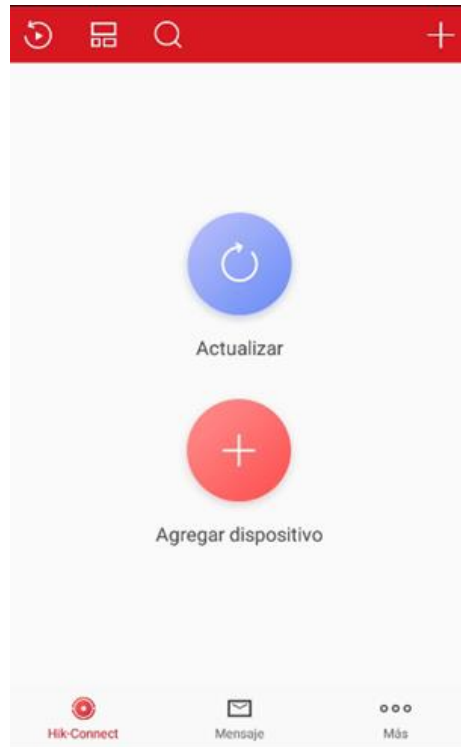 Actualizar
Agregar dispositivo
Hik-Connect
Mensaje
Más